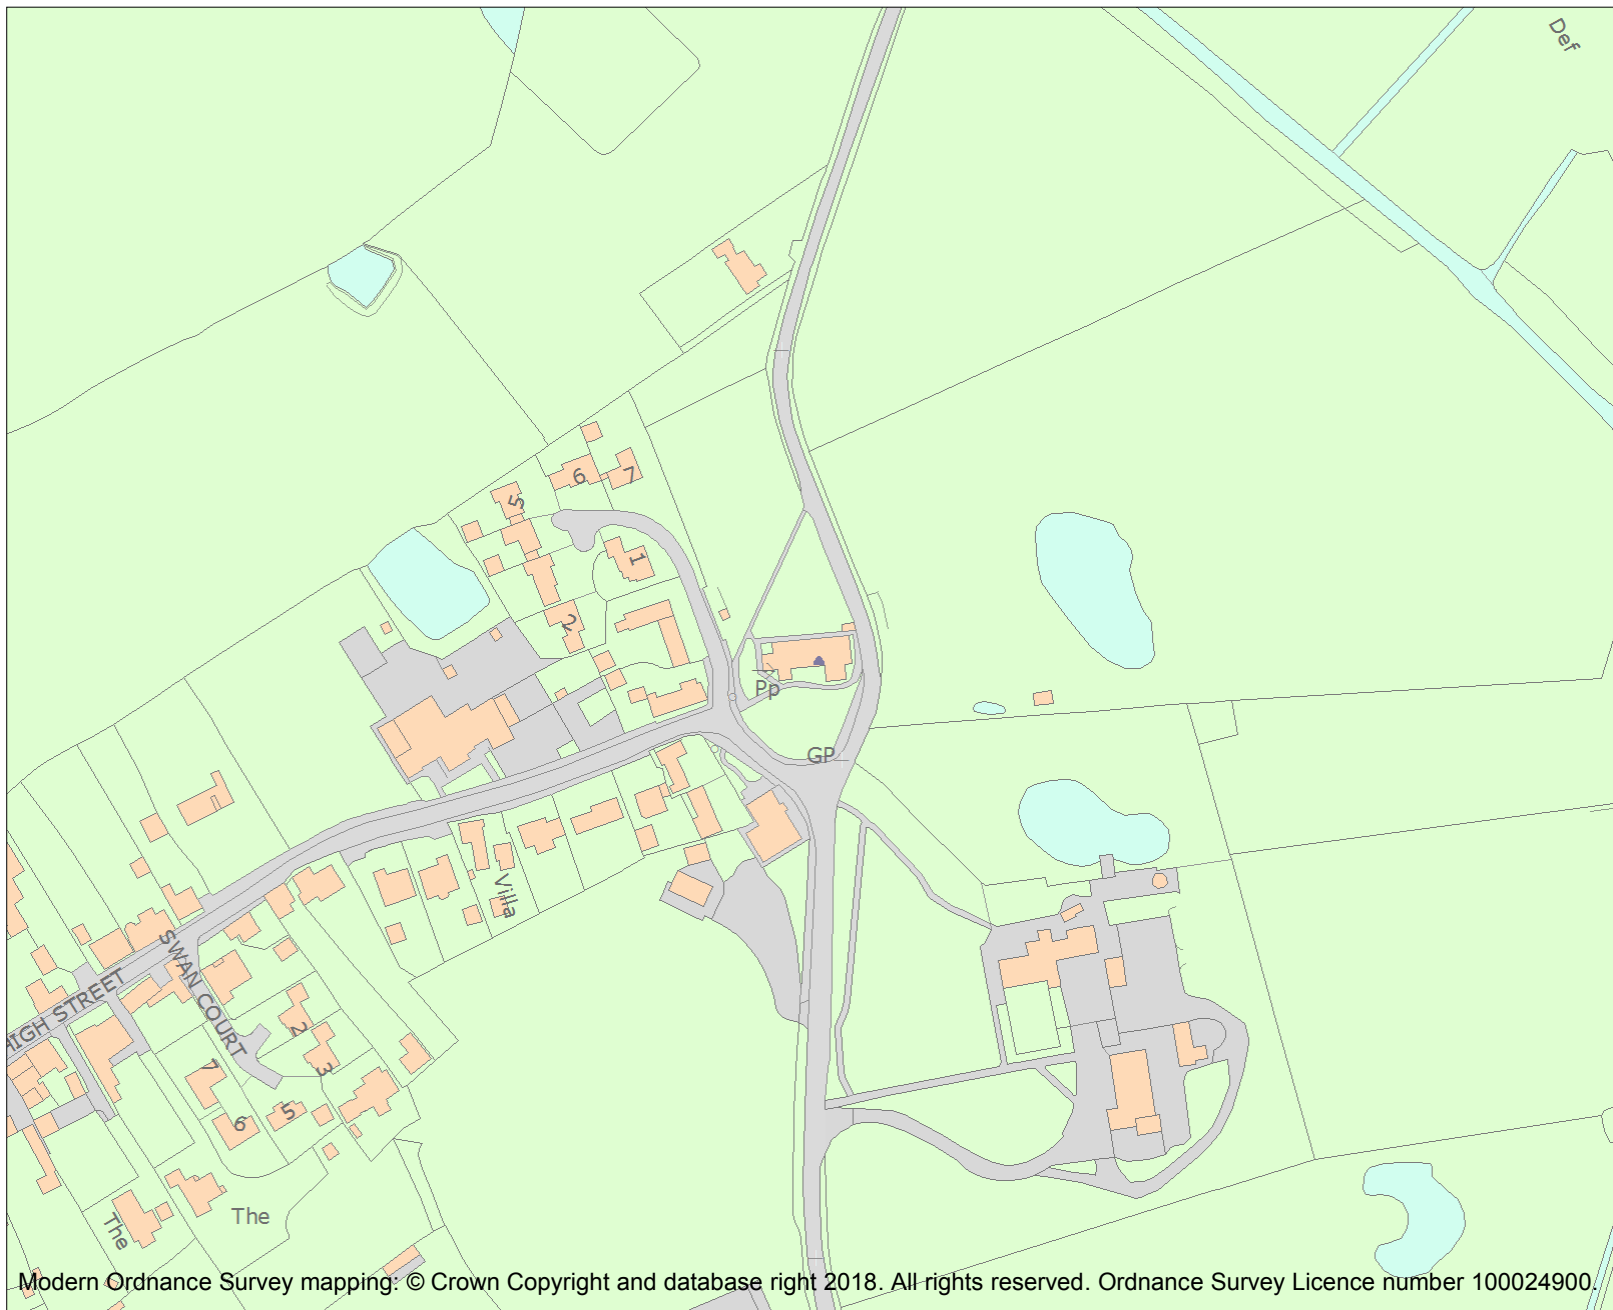 Def
6
7
5
1
2
Pp
GP
Villa
SWAN COURT
HIGH STREET
2
3
7
5
6
The
The
Modern Ordnance Survey mapping: © Crown Copyright and database right 2018. All rights reserved. Ordnance Survey Licence number 100024900.